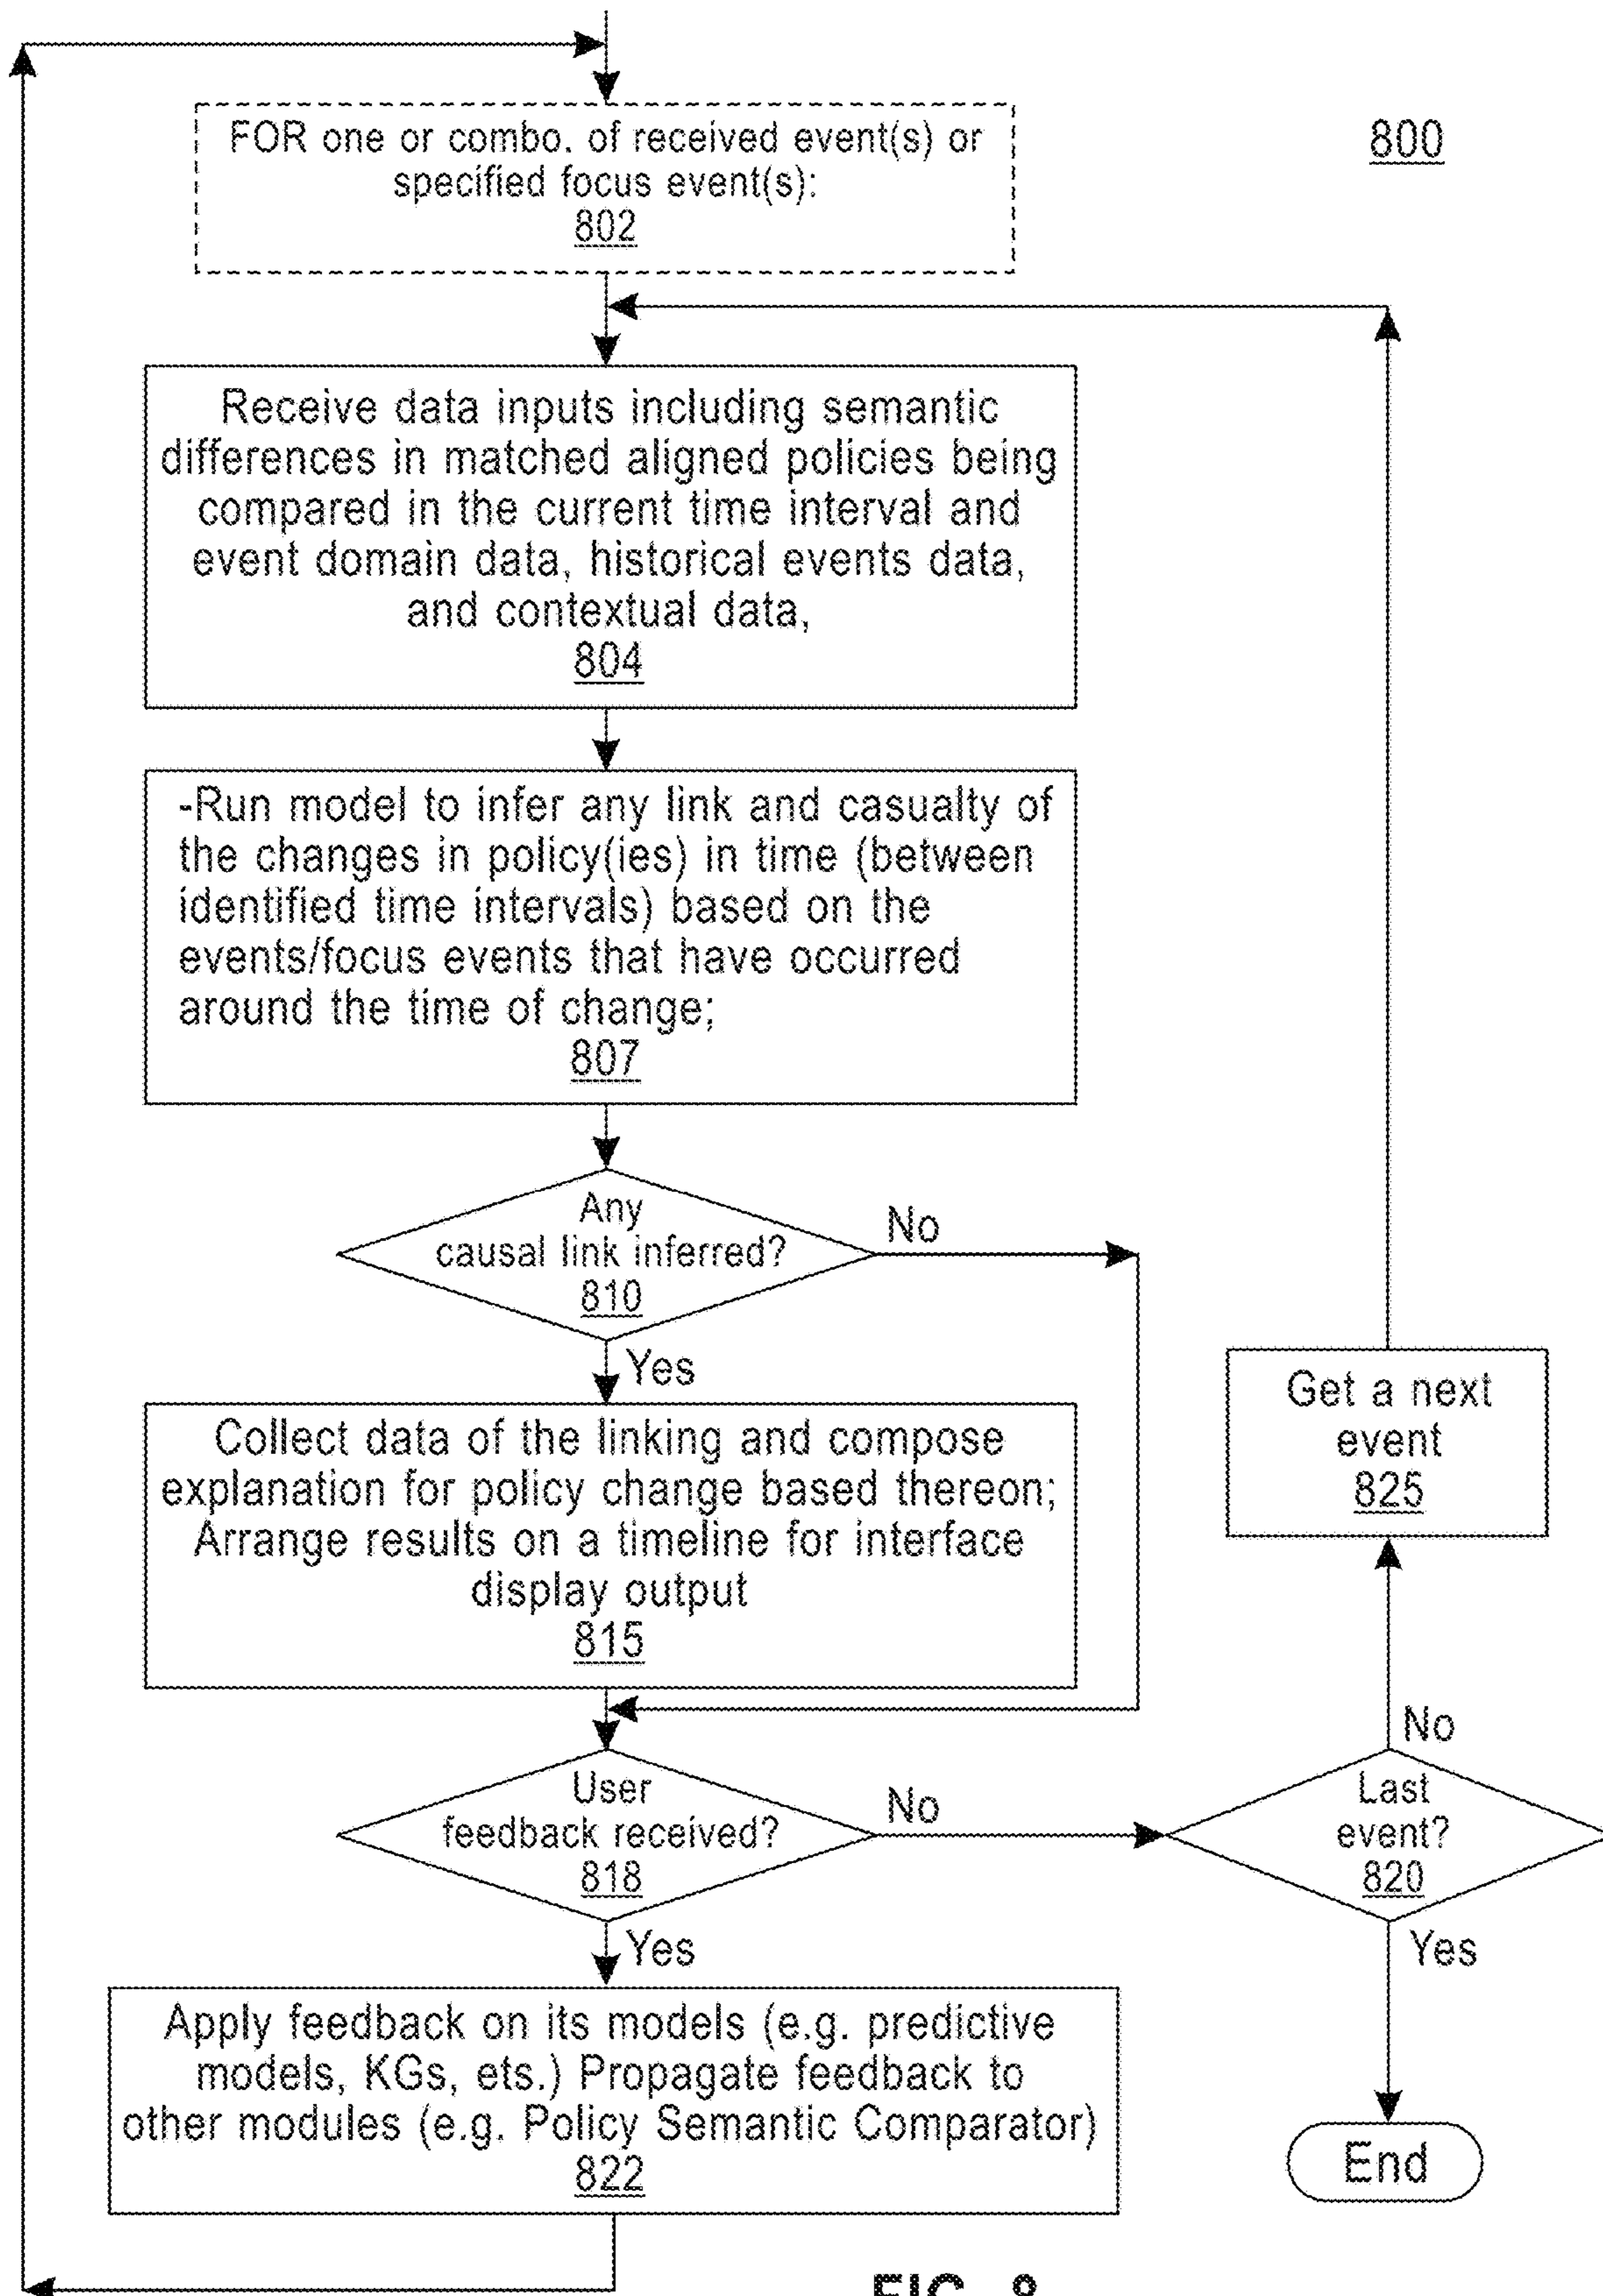 800
FOR one or combo. of received event(s) or
specified focus event(s):
802
Receive data inputs including semantic
differences in matched aligned policies being
compared in the current time interval and
event domain data, historical events data,
and contextual data,
804
-Run model to infer any link and casualty of
the changes in policy(ies) in time (between
identified time intervals) based on the
events/focus events that have occurred
around the time of change;
807
Any
causal link inferred?
810
No
Yes
Collect data of the linking and compose
explanation for policy change based thereon;
Arrange results on a timeline for interface
display output
815
Get a next
event
825
User
feedback received?
818
No
Yes
Last
event?
820
No
Yes
Apply feedback on its models (e.g. predictive
models, KGs, ets.) Propagate feedback to
other modules (e.g. Policy Semantic Comparator)
822
End
FIG. 8